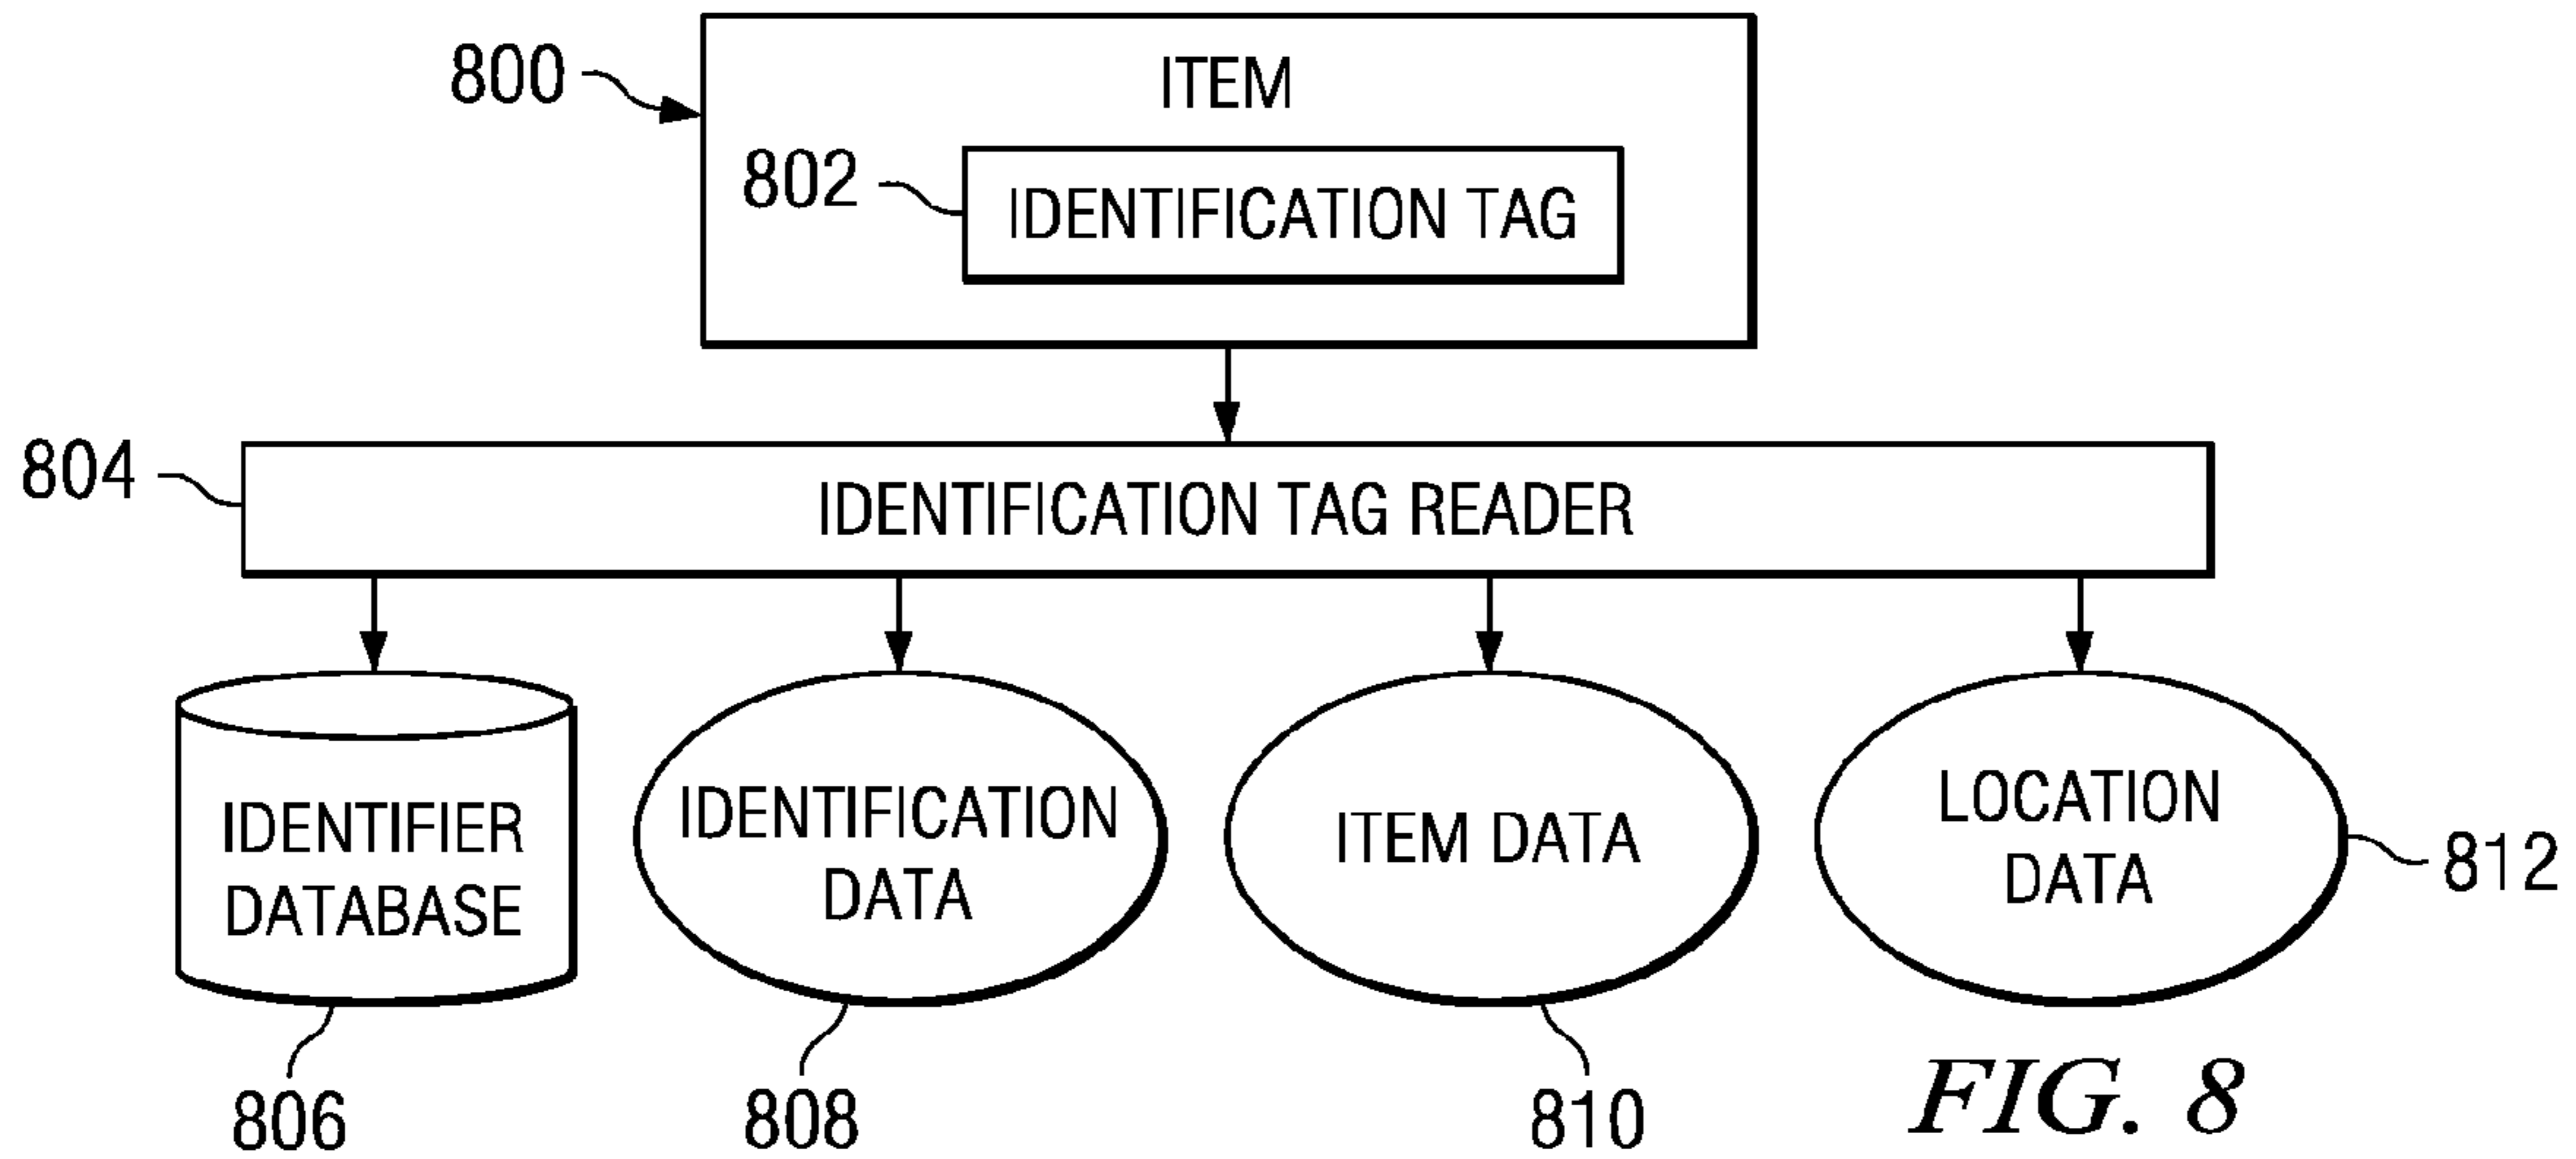 800
ITEM
802
IDENTIFICATION TAG
804
IDENTIFICATION TAG READER
IDENTIFIER
DATABASE
IDENTIFICATION
DATA
ITEM DATA
LOCATION
DATA
812
806
808
810
FIG. 8